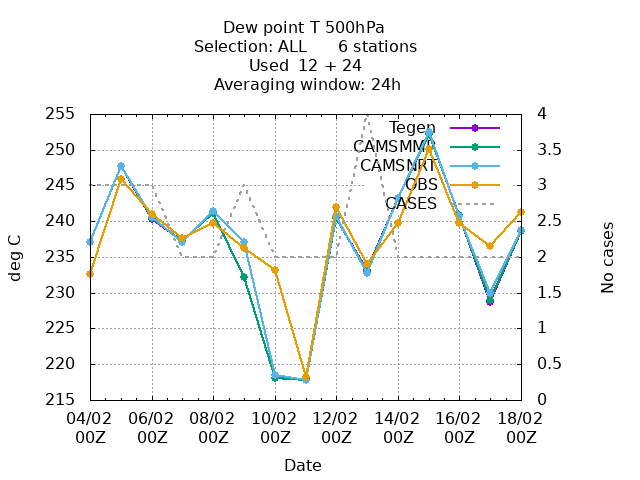 Dew point T 500hPa
Selection: ALL 6 stations
Used 12 + 24
Averaging window: 24h
255
250
245
240
235
230
225
220
215
deg C
4
3.5
3
2.5
2
1.5
1
0.5
0
No cases
Tegen
CAMSMMT
CAMSNRT
OBS
CASES
04/02 06/02 08/02 10/02 12/02 14/02 16/02 18/02
00Z 00Z 00Z 00Z 00Z 00Z 00Z 00Z
Date